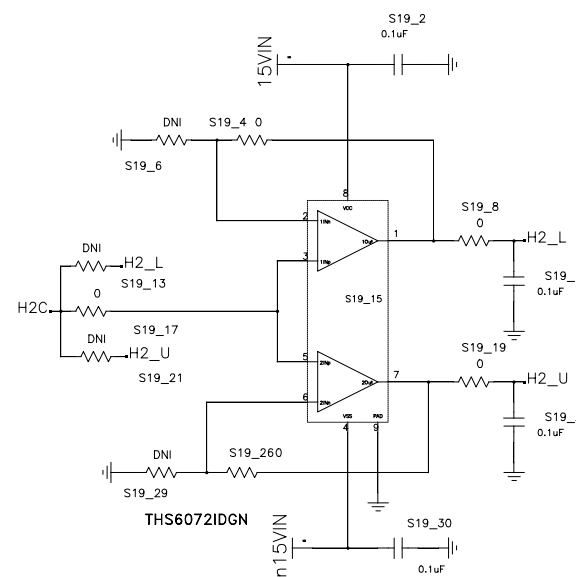 S19_2
0.1uF
15VIN
DNI
S19_4 0
S19_6
8
VCC
S19_8
0
2
1INn
1
1Out
H2_L
DNI
H2_L
3
1INp
S19_13
0
S19_
0.1uF
H2C
S19_15
S19_17
DNI
H2_U
S19_21
5
2INp
S19_19
0
7
2Out
H2_U
6
2INn
VSS
PAD
4
9
S19_
0.1uF
DNI
S19_260
S19_29
THS6072IDGN
n15VIN
S19_30
0.1uF